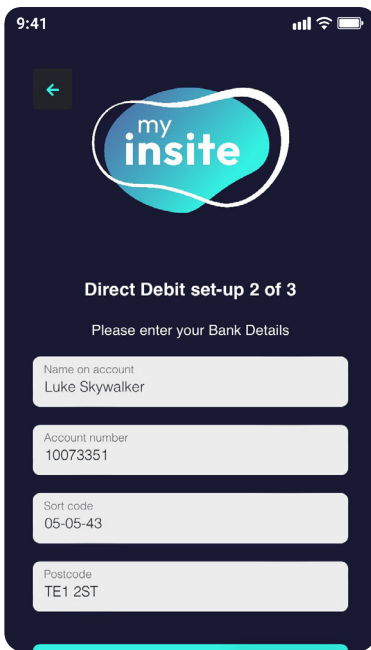 9:41
my
insite
Direct Debit set-up 2 of 3
Please enter your Bank Details
Name on account
Luke Skywalker
Account number
10073351
Sort code
05-05-43
Postcode
TE1 2ST